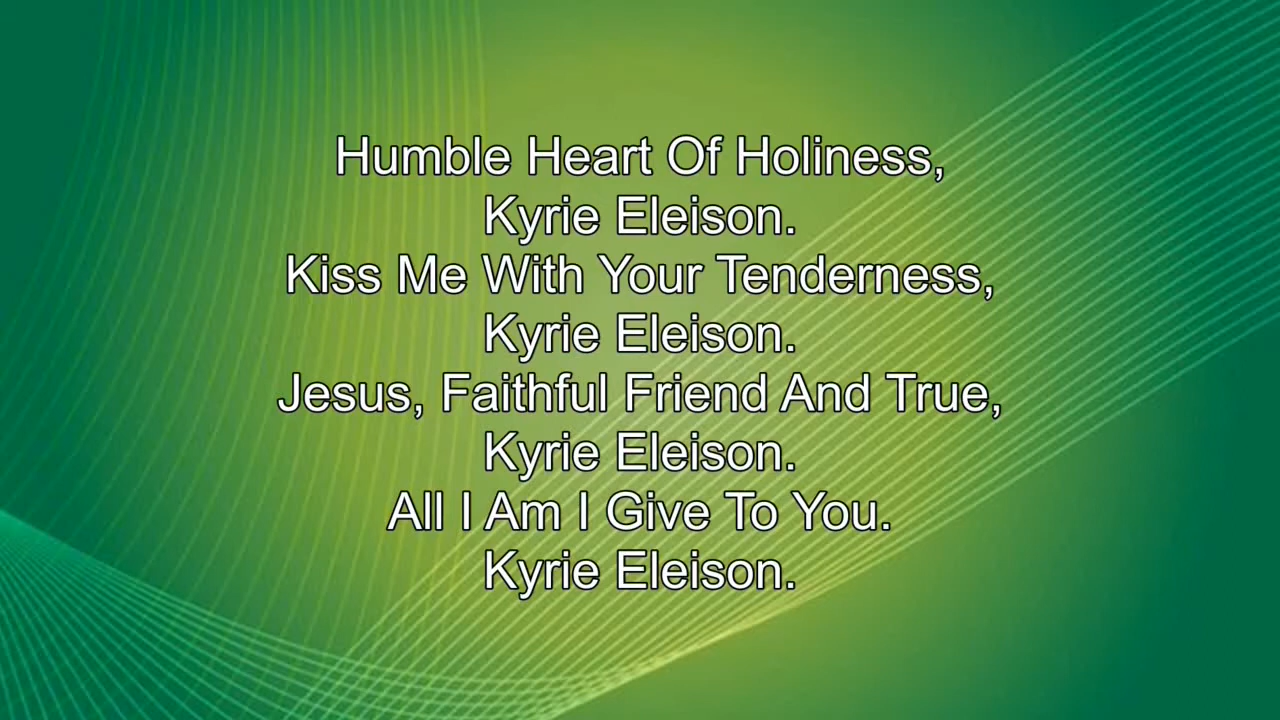 Humble Heart Of Holiness,
Kyrie Eleison.
Kiss Me With Your Tenderness,
Kyrie Eleison.
Jesus, Faithful Friend And True,
Kyrie Eleison.
All I Am I Give To You.
Kyrie Eleison.